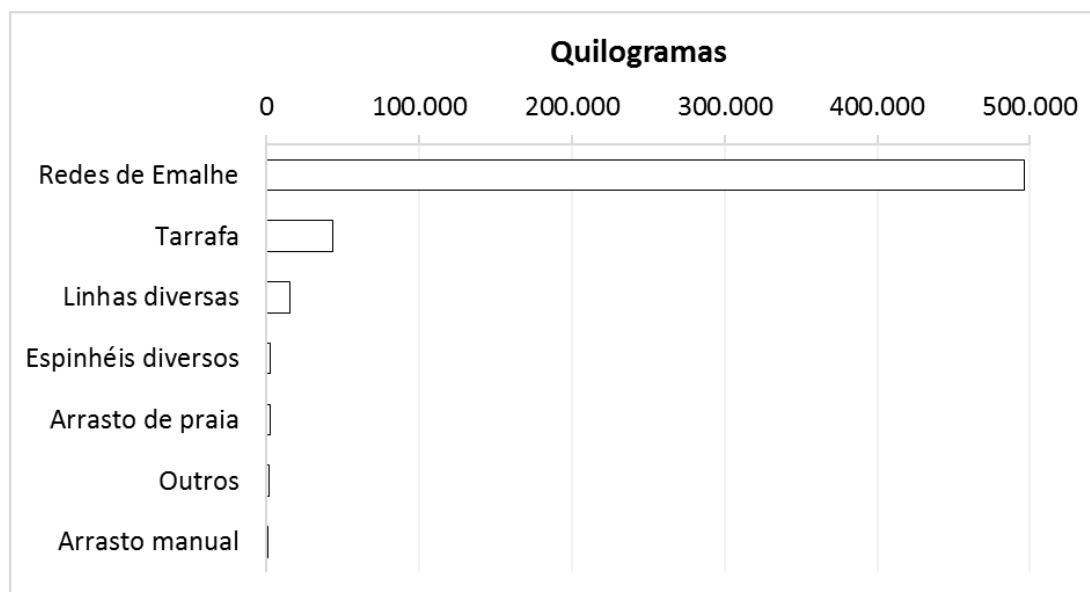 Quilogramas
0 100.000 200.000 300.000 400.000 500.000
Redes de Emalhe
Tarrafa
Linhas diversas
Espinhéis diversos
Arrasto de praia
Outros
Arrasto manual